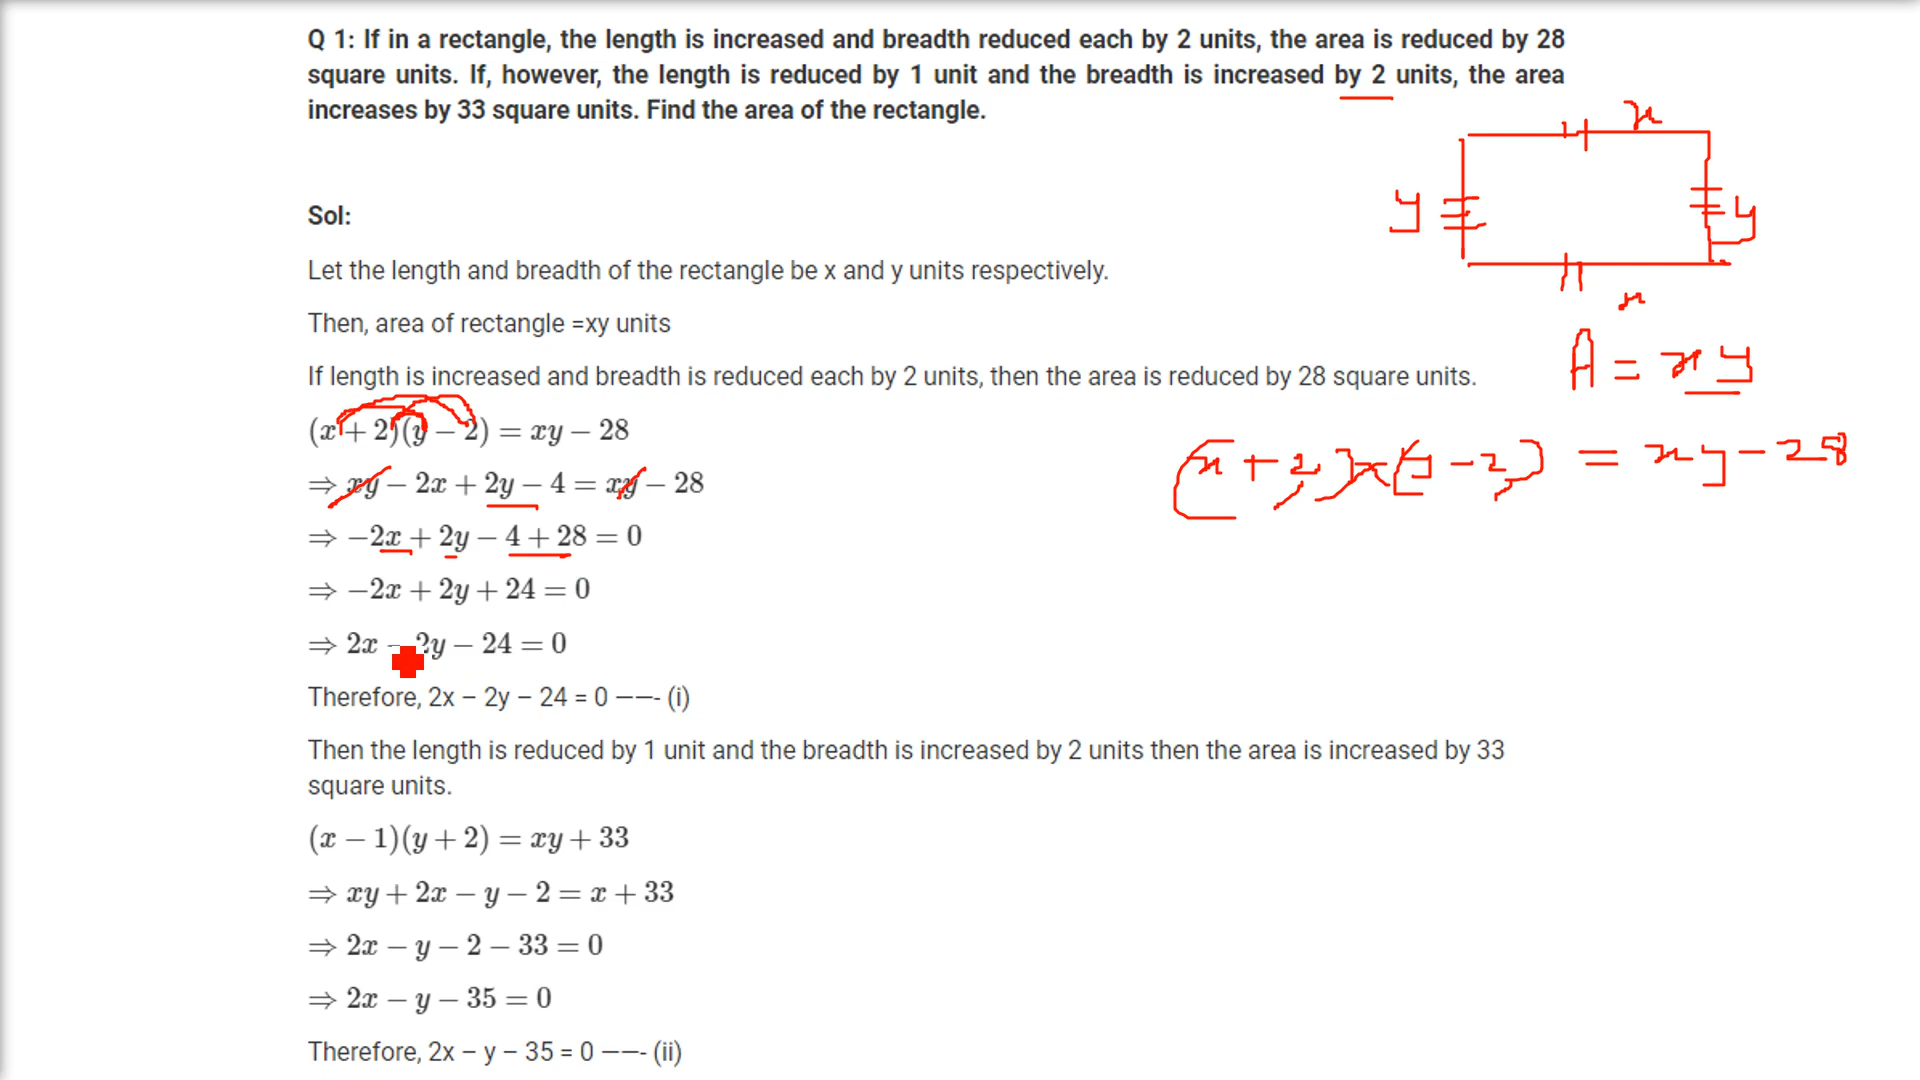 Q 1: If in a rectangle, the length is increased and breadth reduced each by 2 units, the area is reduced by 28
square units. If, however, the length is reduced by 1 unit and the breadth is increased by 2 units, the area
increases by 33 square units. Find the area of the rectangle.
x
y
y
x
Sol:
Let the length and breadth of the rectangle be x and y units respectively.
Then, area of rectangle =xy units
A = xy
If length is increased and breadth is reduced each by 2 units, then the area is reduced by 28 square units.
(x + 2)(y − 2) = xy − 28
(x + 2)×(y − 2) = xy − 28
⇒ xy − 2x + 2y − 4 = xy − 28
⇒ −2x + 2y − 4 + 28 = 0
⇒ −2x + 2y + 24 = 0
⇒ 2x − 2y − 24 = 0
Therefore, 2x − 2y − 24 = 0 −−- (i)
Then the length is reduced by 1 unit and the breadth is increased by 2 units then the area is increased by 33
square units.
(x − 1)(y + 2) = xy + 33
⇒ xy + 2x − y − 2 = x + 33
⇒ 2x − y − 2 − 33 = 0
⇒ 2x − y − 35 = 0
Therefore, 2x − y − 35 = 0 −−- (ii)